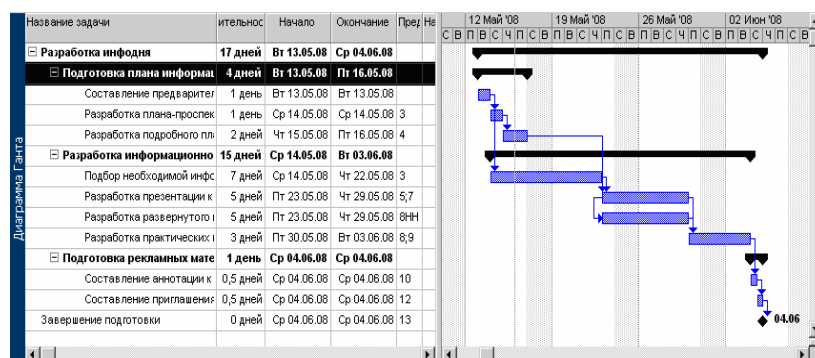 Название задачи ительнос Начало Окончание Пред На 12 Май '08 19 Май '08 26 Май '08 02 Июн '08
С В П В С Ч П С В П В С Ч П С В П В С Ч П С В П В С Ч П С В
Разработка инфодня 17 дней Вт 13.05.08 Ср 04.06.08
Подготовка плана информац 4 дней Вт 13.05.08 Пт 16.05.08
Составление предварител 1 день Вт 13.05.08 Вт 13.05.08
Разработка плана-проспек 1 день Ср 14.05.08 Ср 14.05.08 3
Разработка подробного пла 2 дней Чт 15.05.08 Пт 16.05.08 4
Разработка информационно 15 дней Ср 14.05.08 Вт 03.06.08
Подбор необходимой инфо 7 дней Ср 14.05.08 Чт 22.05.08 3
Разработка презентации к 5 дней Пт 23.05.08 Чт 29.05.08 5;7
Разработка развернутого 5 дней Пт 23.05.08 Чт 29.05.08 8НН
Разработка практических 3 дней Пт 30.05.08 Вт 03.06.08 8;9
Подготовка рекламных мате 1 день Ср 04.06.08 Ср 04.06.08
Составление аннотации к 0,5 дней Ср 04.06.08 Ср 04.06.08 10
Составление приглашения 0,5 дней Ср 04.06.08 Ср 04.06.08 12
Завершение подготовки 0 дней Ср 04.06.08 Ср 04.06.08 13 04.06
Диаграмма Ганта